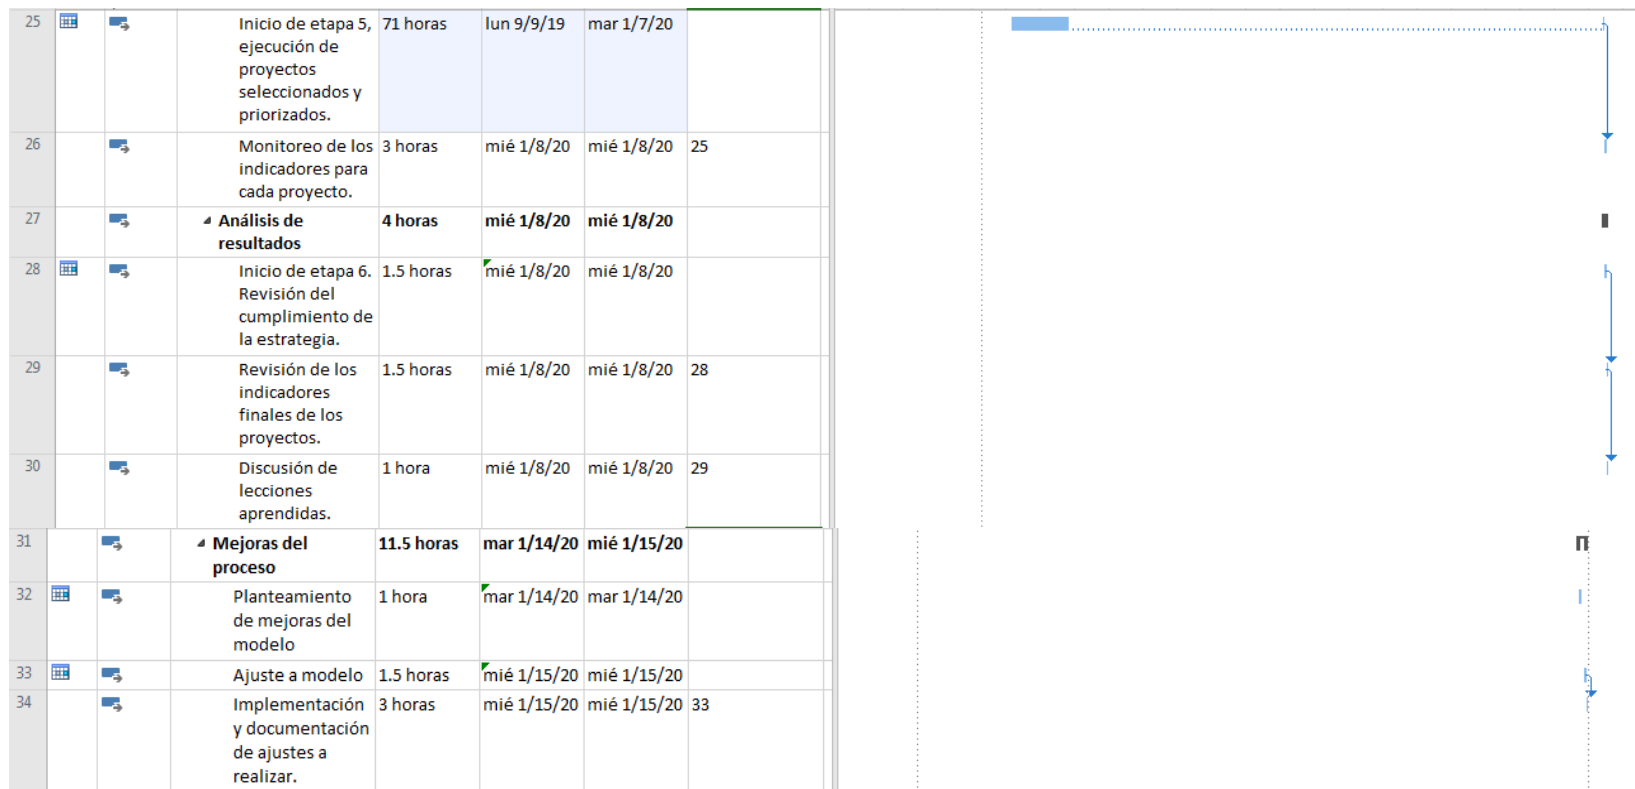 25 Inicio de etapa 5, 71 horas lun 9/9/19 mar 1/7/20
ejecución de
proyectos
seleccionados y
priorizados.
26 Monitoreo de los 3 horas mié 1/8/20 mié 1/8/20 25
indicadores para
cada proyecto.
27 Análisis de 4 horas mié 1/8/20 mié 1/8/20
resultados
28 Inicio de etapa 6. 1.5 horas mié 1/8/20 mié 1/8/20
Revisión del
cumplimiento de
la estrategia.
29 Revisión de los 1.5 horas mié 1/8/20 mié 1/8/20 28
indicadores
finales de los
proyectos.
30 Discusión de 1 hora mié 1/8/20 mié 1/8/20 29
lecciones
aprendidas.
31 Mejoras del 11.5 horas mar 1/14/20 mié 1/15/20
proceso
32 Planteamiento 1 hora mar 1/14/20 mar 1/14/20
de mejoras del
modelo
33 Ajuste a modelo 1.5 horas mié 1/15/20 mié 1/15/20
34 Implementación 3 horas mié 1/15/20 mié 1/15/20 33
y documentación
de ajustes a
realizar.